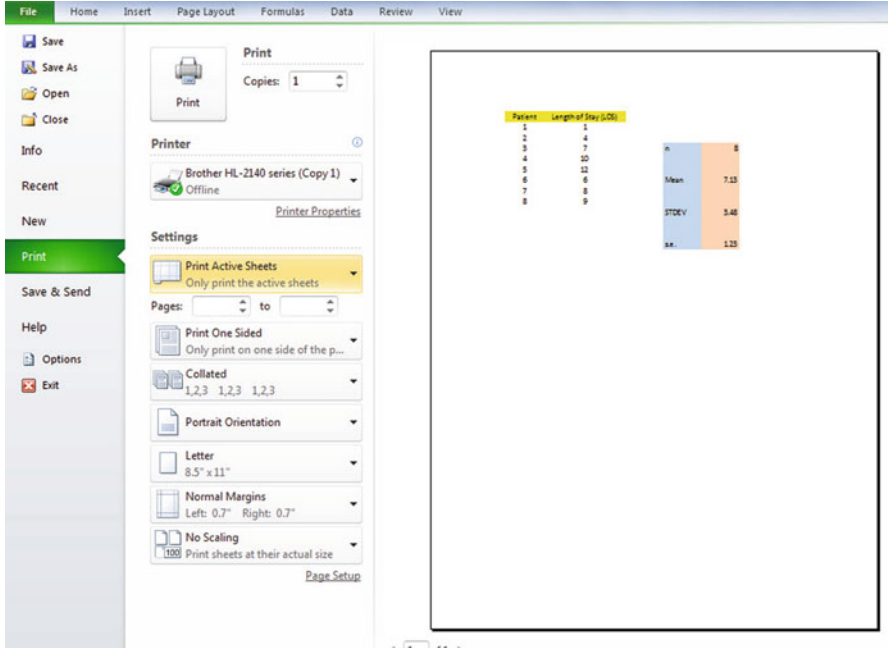 File Home Insert Page Layout Formulas Data Review View
Save
Save As
Open
Close
Info
Recent
New
Print
Save & Send
Help
Options
Exit
Print
Print
Copies: 1
Printer
Brother HL-2140 series (Copy 1)
Offline
Printer Properties
Settings
Print Active Sheets
Only print the active sheets
Pages: to
Print One Sided
Only print on one side of the p...
Collated
1,2,3 1,2,3 1,2,3
Portrait Orientation
Letter
8.5" x 11"
Normal Margins
Left: 0.7" Right: 0.7"
No Scaling
100 Print sheets at their actual size
Page Setup
Patient Length of Stay (LOS)
1 1
2 4
3 7
4 10
5 12
6 6
7 8
8 9
n 8
Mean 7.13
STDEV 3.48
s.e. 1.23